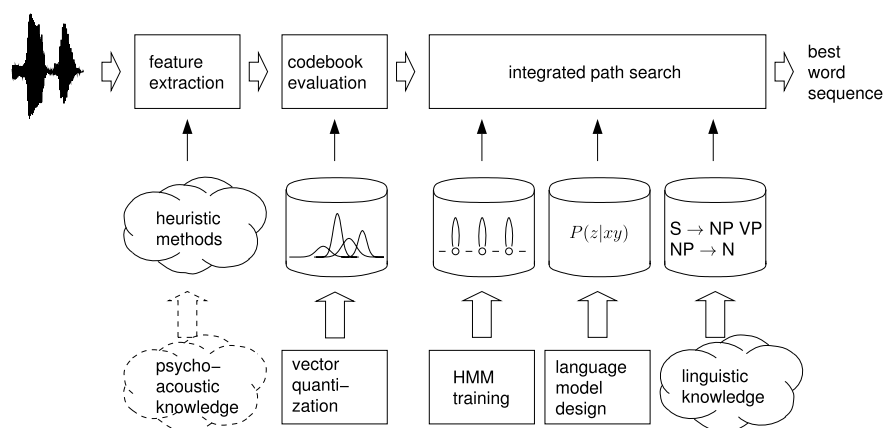 feature
extraction
codebook
evaluation
integrated path search
best
word
sequence
heuristic
methods
P(z|xy)
S → NP VP
NP → N
psycho–
acoustic
knowledge
vector
quanti–
zation
HMM
training
language
model
design
linguistic
knowledge